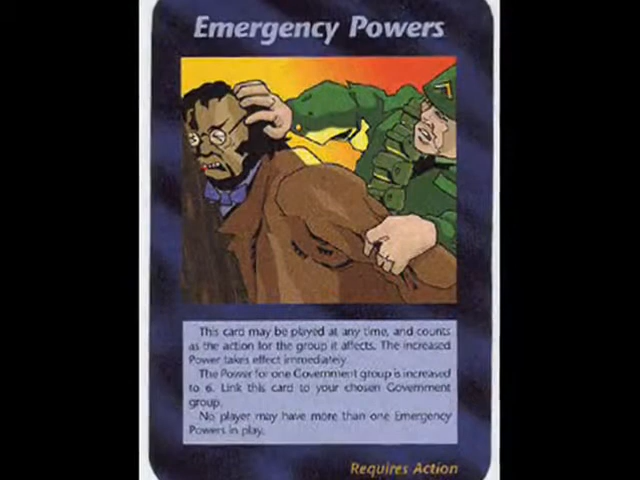 Emergency Powers
This card may be played at any time, and counts
as the action for the group it affects. The increased
Power takes effect immediately.
The Power for one Government group is increased
to 6. Link this card to your chosen Government
group.
No player may have more than one Emergency
Powers in play.
Requires Action